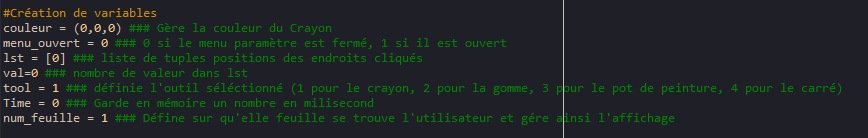 #Création de variables
couleur = (0,0,0) ### Gère la couleur du Crayon
menu_ouvert = 0 ### 0 si le menu paramètre est fermé, 1 si il est ouvert
lst = [0] ### liste de tuples positions des endroits cliqués
val=0 ### nombre de valeur dans lst
tool = 1 ### définie l'outil séléctionné (1 pour le crayon, 2 pour la gomme, 3 pour le pot de peinture, 4 pour le carré)
Time = 0 ### Garde en mémoire un nombre en milisecond
num_feuille = 1 ### Défine sur qu'elle feuille se trouve l'utilisateur et gére ainsi l'affichage